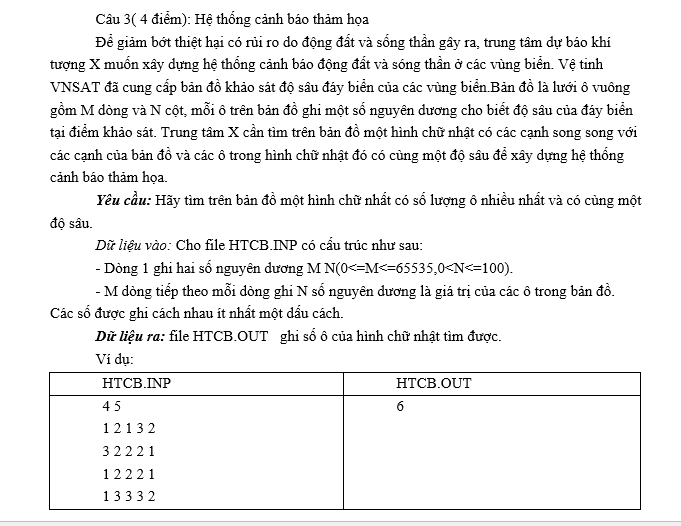 Câu 3( 4 điểm): Hệ thống cảnh báo thảm họa
Để giảm bớt thiệt hại có rủi ro do động đất và sống thần gây ra, trung tâm dự báo khí
tượng X muốn xây dựng hệ thống cảnh báo động đất và sóng thần ở các vùng biển. Vệ tinh
VNSAT đã cung cấp bản đồ khảo sát độ sâu đáy biển của các vùng biển.Bản đồ là lưới ô vuông
gồm M dòng và N cột, mỗi ô trên bản đồ ghi một số nguyên dương cho biết độ sâu của đáy biển
tại điểm khảo sát. Trung tâm X cần tìm trên bản đồ một hình chữ nhật có các cạnh song song với
các cạnh của bản đồ và các ô trong hình chữ nhật đó có cùng một độ sâu để xây dựng hệ thống
cảnh báo thảm họa.
Yêu cầu: Hãy tìm trên bản đồ một hình chữ nhất có số lượng ô nhiều nhất và có cùng một
độ sâu.
Dữ liệu vào: Cho file HTCB.INP có cấu trúc như sau:
- Dòng 1 ghi hai số nguyên dương M N(0<=M<=65535,0<N<=100).
- M dòng tiếp theo mỗi dòng ghi N số nguyên dương là giá trị của các ô trong bản đồ.
Các số được ghi cách nhau ít nhất một dấu cách.
Dữ liệu ra: file HTCB.OUT ghi số ô của hình chữ nhật tìm được.
Ví dụ:
HTCB.INP HTCB.OUT
4 5 6
1 2 1 3 2
3 2 2 2 1
1 2 2 2 1
1 3 3 3 2